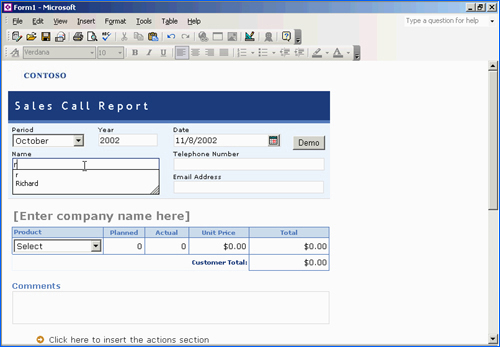 Form1 - Microsoft
File Edit View Insert Format Tools Table Help Type a question for help
Verdana 10 B I U
CONTOSO
Sales Call Report
Period Year Date
October 2002 11/8/2002 Demo
Name Telephone Number
r
r
Richard
Email Address
[Enter company name here]
Product Planned Actual Unit Price Total
Select 0 0 $0.00 $0.00
Customer Total: $0.00
Comments
Click here to insert the actions section